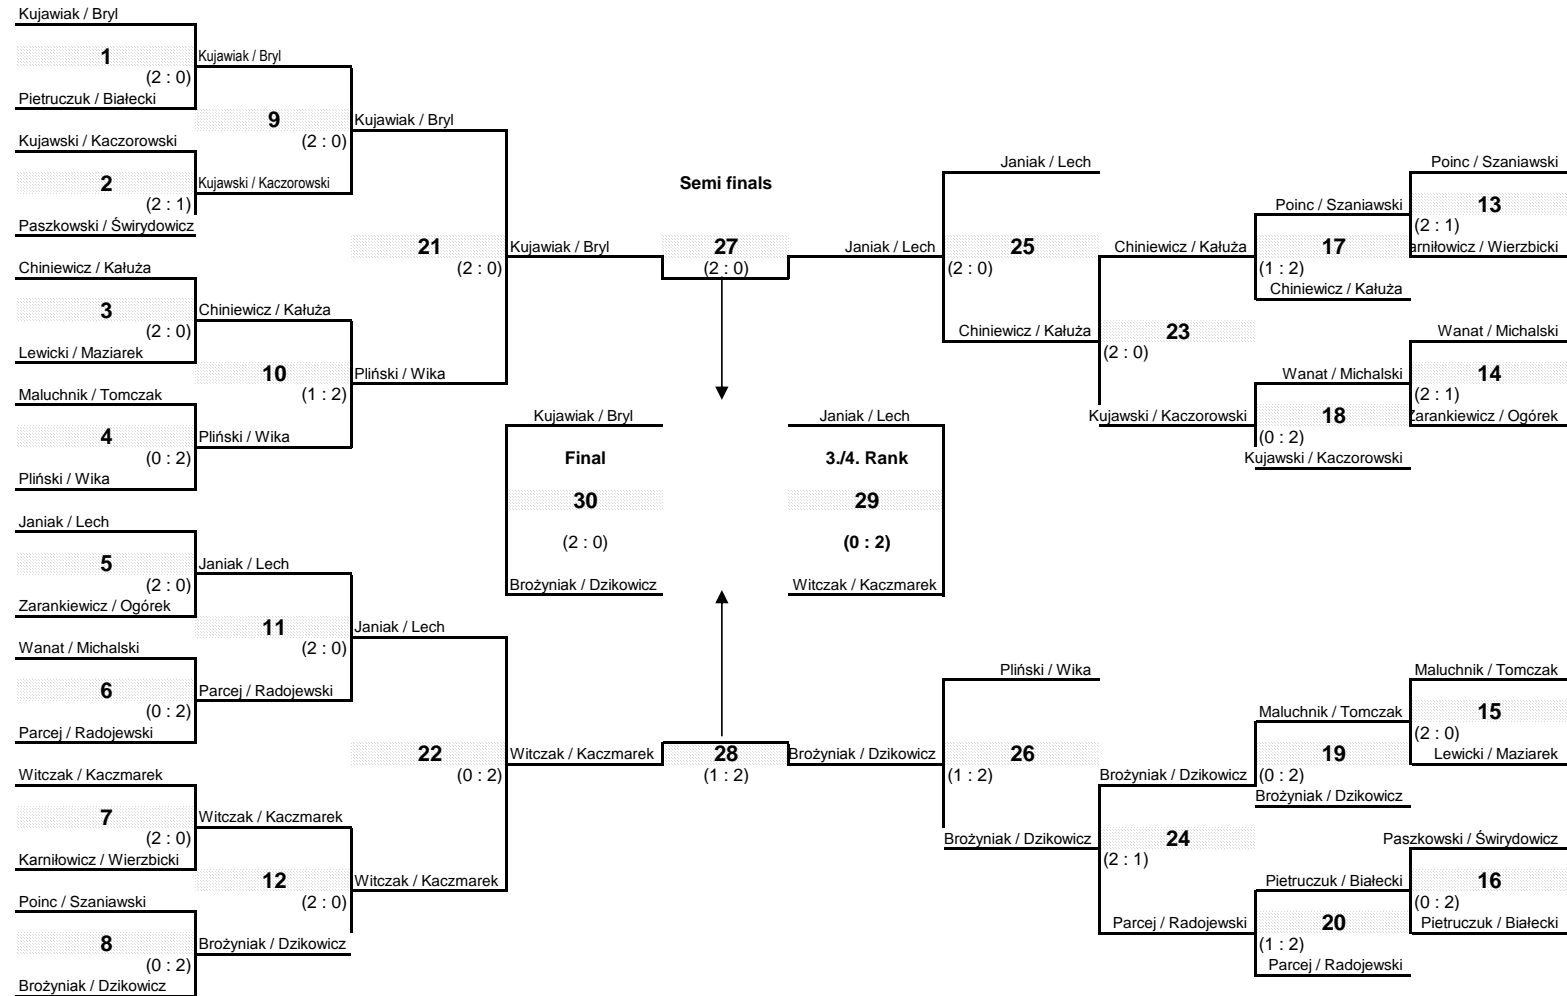 Kujawiak / Bryl
1
(2 : 0)
Pietruczuk / Białecki
Kujawski / Kaczorowski
2
(2 : 1)
Paszkowski / Świrydowicz
Chiniewicz / Kałuża
3
(2 : 0)
Lewicki / Maziarek
Maluchnik / Tomczak
4
(0 : 2)
Pliński / Wika
Janiak / Lech
5
(2 : 0)
Zarankiewicz / Ogórek
Wanat / Michalski
6
(0 : 2)
Parcej / Radojewski
Witczak / Kaczmarek
7
(2 : 0)
Karniłowicz / Wierzbicki
Poinc / Szaniawski
8
(0 : 2)
Brożyniak / Dzikowicz
Kujawiak / Bryl
9
(2 : 0)
Kujawski / Kaczorowski
Chiniewicz / Kałuża
10
(1 : 2)
Pliński / Wika
Janiak / Lech
11
(2 : 0)
Parcej / Radojewski
Witczak / Kaczmarek
12
(2 : 0)
Brożyniak / Dzikowicz
Kujawiak / Bryl
21
(2 : 0)
Pliński / Wika
Janiak / Lech
22
(0 : 2)
Witczak / Kaczmarek
Semi finals
Kujawiak / Bryl
27
(2 : 0)
Janiak / Lech
Kujawiak / Bryl
Final
30
(2 : 0)
Brożyniak / Dzikowicz
Janiak / Lech
3./4. Rank
29
(0 : 2)
Witczak / Kaczmarek
Witczak / Kaczmarek
28
(1 : 2)
Brożyniak / Dzikowicz
Janiak / Lech
25
(2 : 0)
Chiniewicz / Kałuża
Pliński / Wika
26
(1 : 2)
Brożyniak / Dzikowicz
Chiniewicz / Kałuża
23
(2 : 0)
Kujawski / Kaczorowski
Brożyniak / Dzikowicz
24
(2 : 1)
Parcej / Radojewski
Poinc / Szaniawski
17
(1 : 2)
Chiniewicz / Kałuża
Wanat / Michalski
18
(0 : 2)
Kujawski / Kaczorowski
Maluchnik / Tomczak
19
(0 : 2)
Brożyniak / Dzikowicz
Pietruczuk / Białecki
20
(1 : 2)
Parcej / Radojewski
Poinc / Szaniawski
13
(2 : 1)
arniłowicz / Wierzbicki
Wanat / Michalski
14
(2 : 1)
Zarankiewicz / Ogórek
Maluchnik / Tomczak
15
(2 : 0)
Lewicki / Maziarek
Paszkowski / Świrydowicz
16
(0 : 2)
Pietruczuk / Białecki